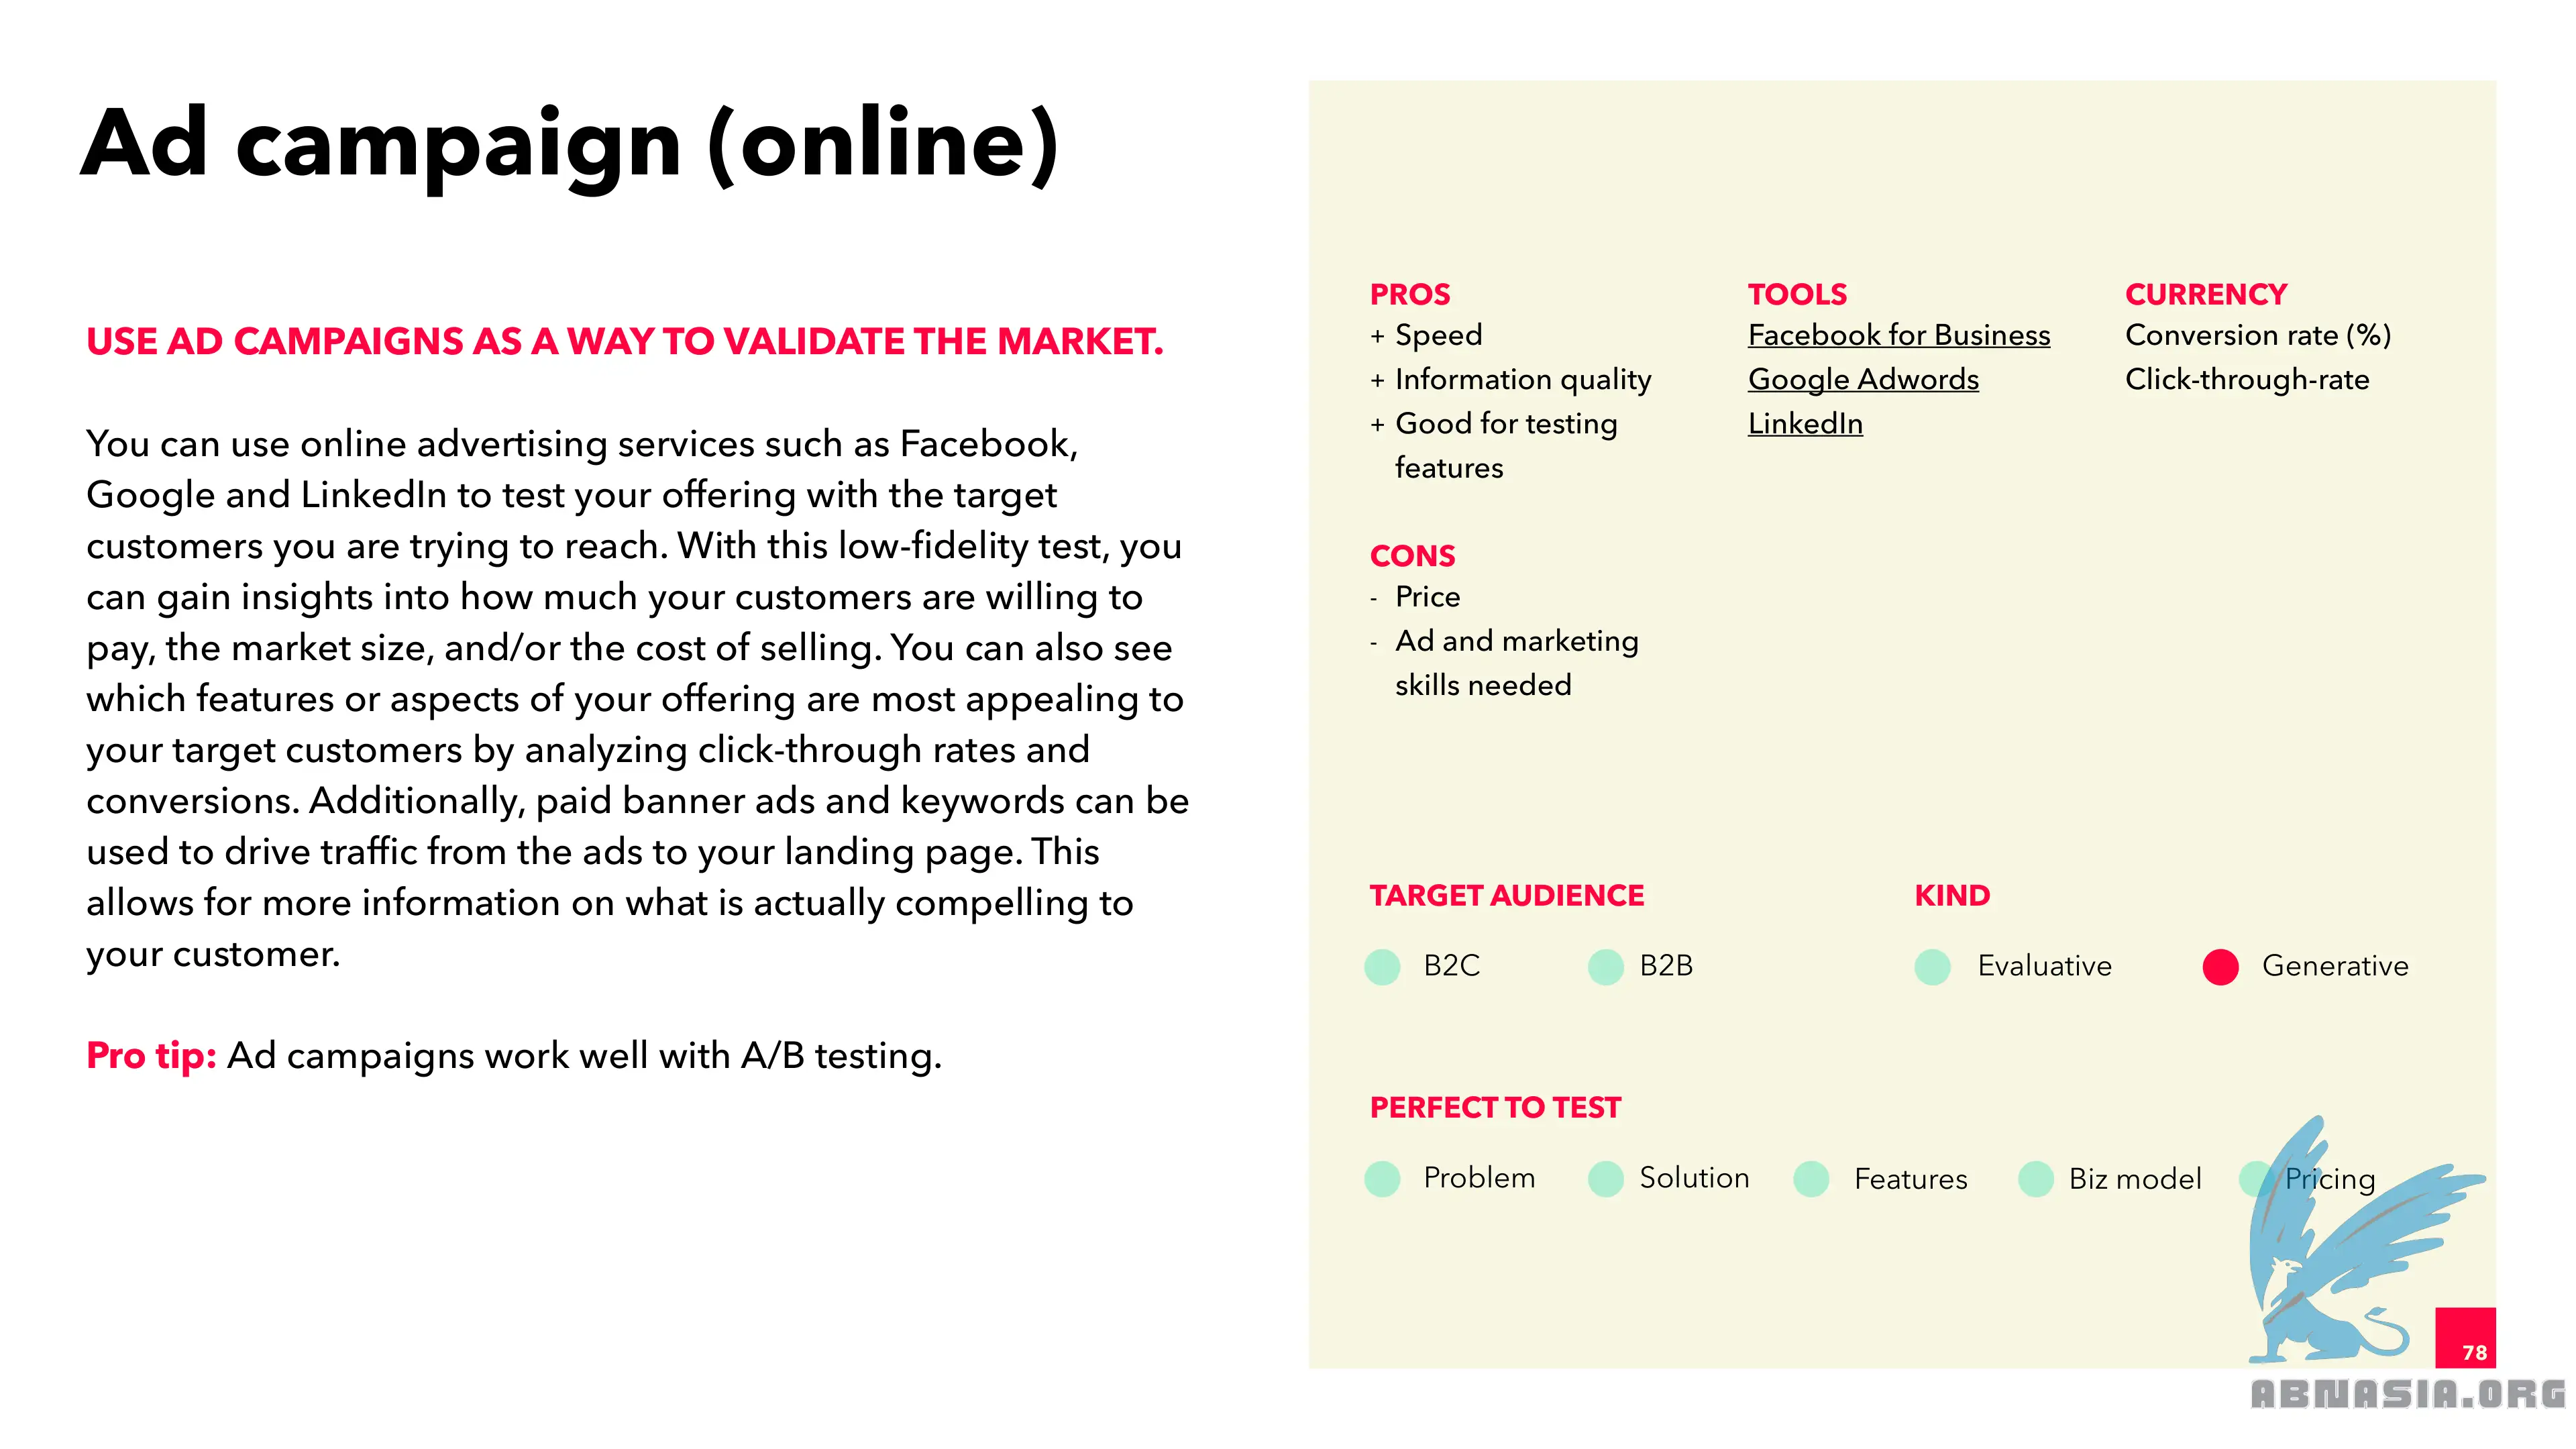 Ad campaign (online)
USE AD CAMPAIGNS AS A WAY TO VALIDATE THE MARKET.
You can use online advertising services such as Facebook,
Google and LinkedIn to test your offering with the target
customers you are trying to reach. With this low-fidelity test, you
can gain insights into how much your customers are willing to
pay, the market size, and/or the cost of selling. You can also see
which features or aspects of your offering are most appealing to
your target customers by analyzing click-through rates and
conversions. Additionally, paid banner ads and keywords can be
used to drive traffic from the ads to your landing page. This
allows for more information on what is actually compelling to
your customer.
Pro tip: Ad campaigns work well with A/B testing.
PROS
+ Speed
+ Information quality
+ Good for testing
features
CONS
- Price
- Ad and marketing
skills needed
TOOLS
Facebook for Business
Google Adwords
LinkedIn
CURRENCY
Conversion rate (%)
Click-through-rate
TARGET AUDIENCE
B2C B2B
KIND
Evaluative Generative
PERFECT TO TEST
Problem Solution Features Biz model Pricing
78
ABNASIA.ORG